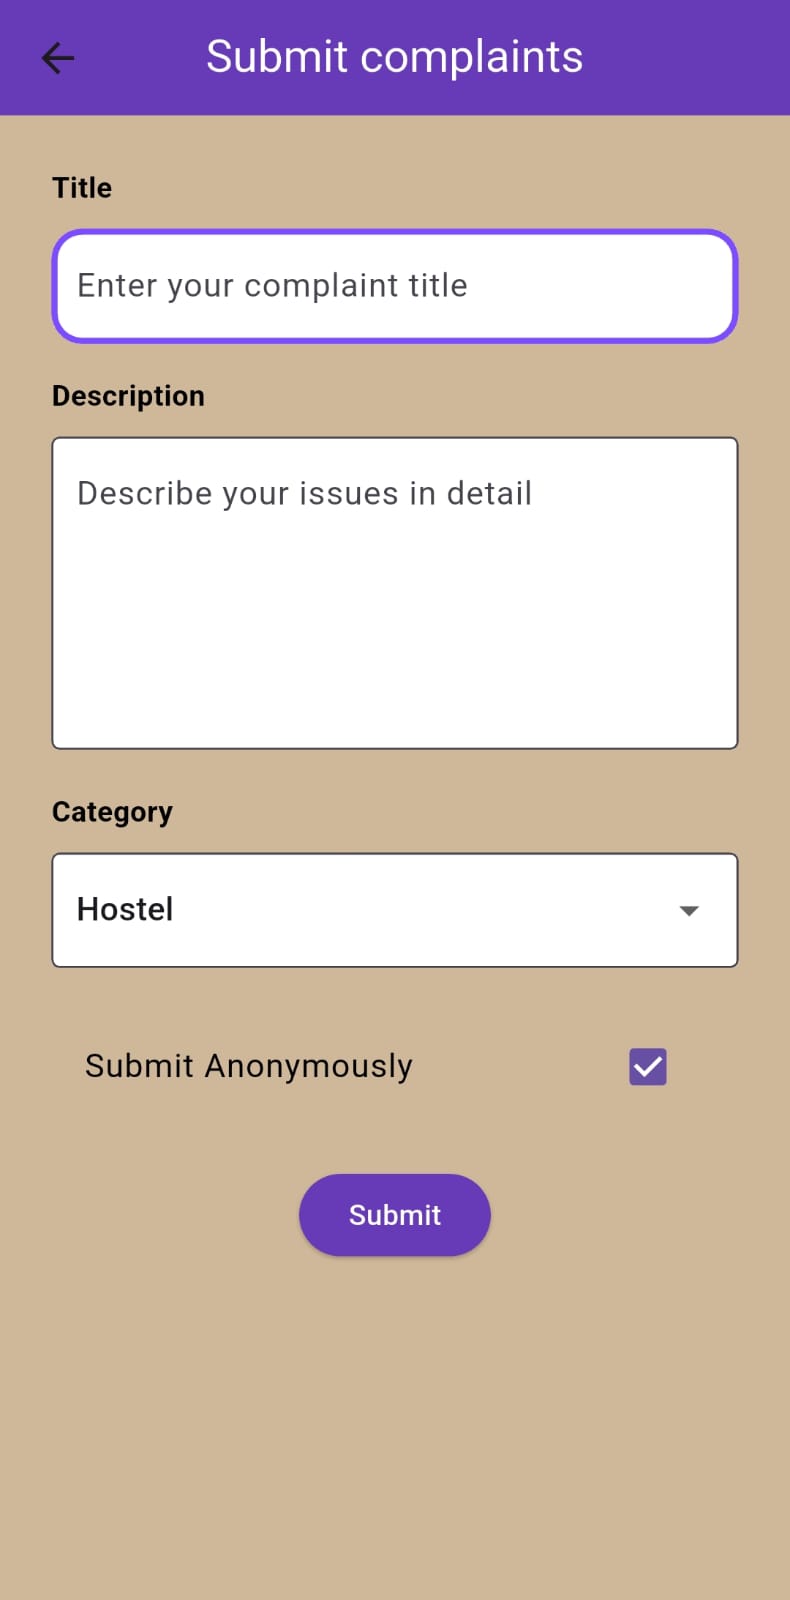 Submit complaints
Title
Enter your complaint title
Description
Describe your issues in detail
Category
Hostel
Submit Anonymously
Submit